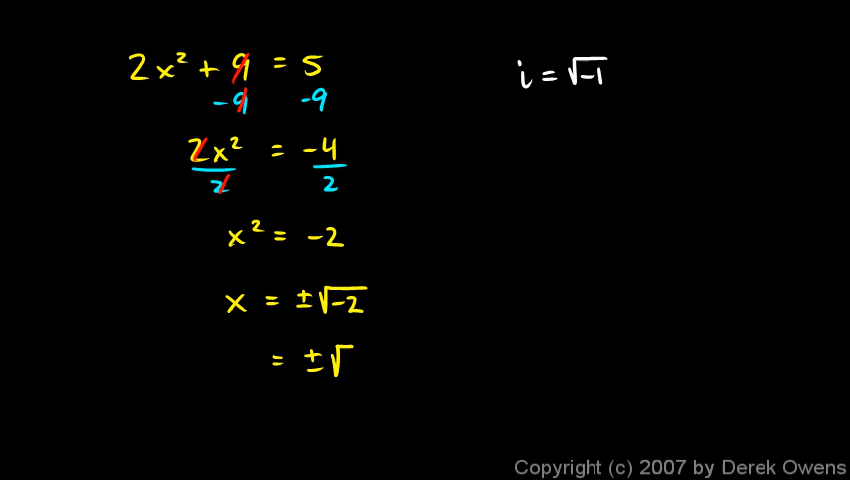 2x² + 9 = 5
-9 -9
2x² = -4
2 2
x² = -2
x = ±√-2
= ±√
i = √-1
Copyright (c) 2007 by Derek Owens